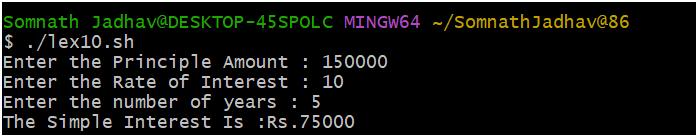 Somnath Jadhav@DESKTOP-45SPOLC MINGW64 ~/SomnathJadhav@86
$ ./lex10.sh
Enter the Principle Amount : 150000
Enter the Rate of Interest : 10
Enter the number of years : 5
The Simple Interest Is :Rs.75000